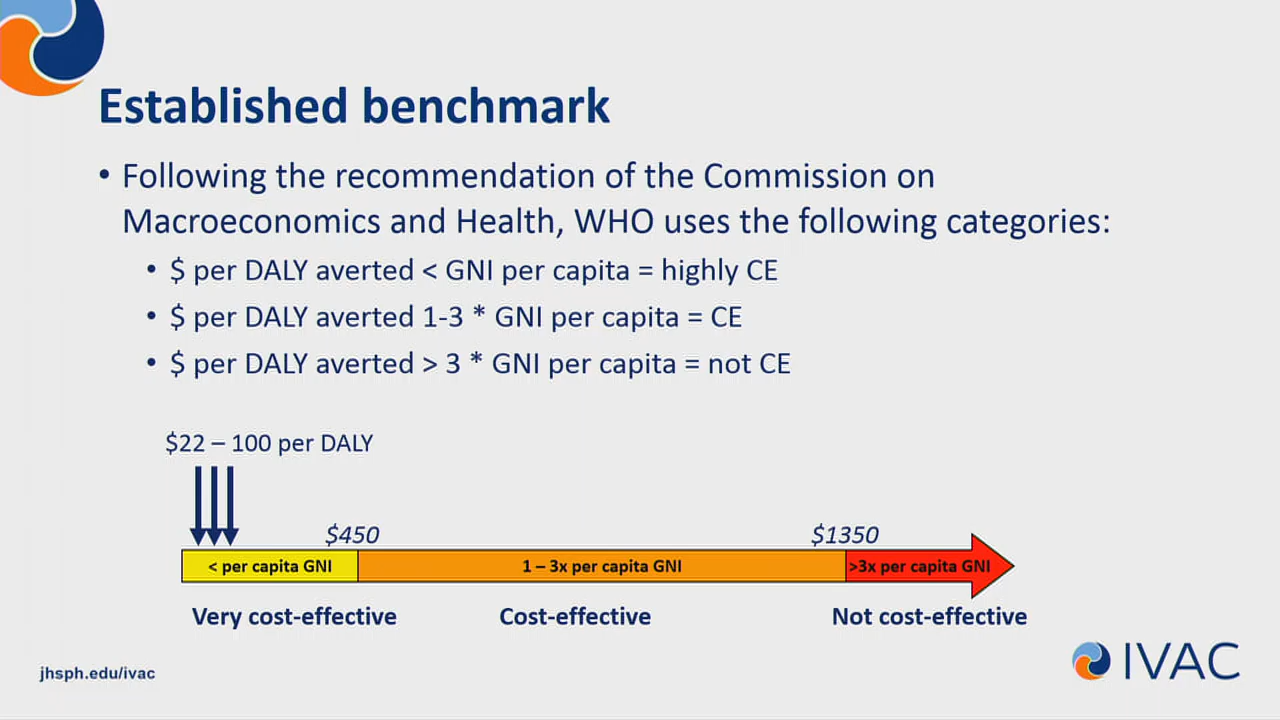 Established benchmark
• Following the recommendation of the Commission on
Macroeconomics and Health, WHO uses the following categories:
• $ per DALY averted < GNI per capita = highly CE
• $ per DALY averted 1-3 * GNI per capita = CE
• $ per DALY averted > 3 * GNI per capita = not CE
$22 – 100 per DALY
$450
$1350
< per capita GNI
1 – 3x per capita GNI
>3x per capita GNI
Very cost-effective
Cost-effective
Not cost-effective
jhsph.edu/ivac
IVAC